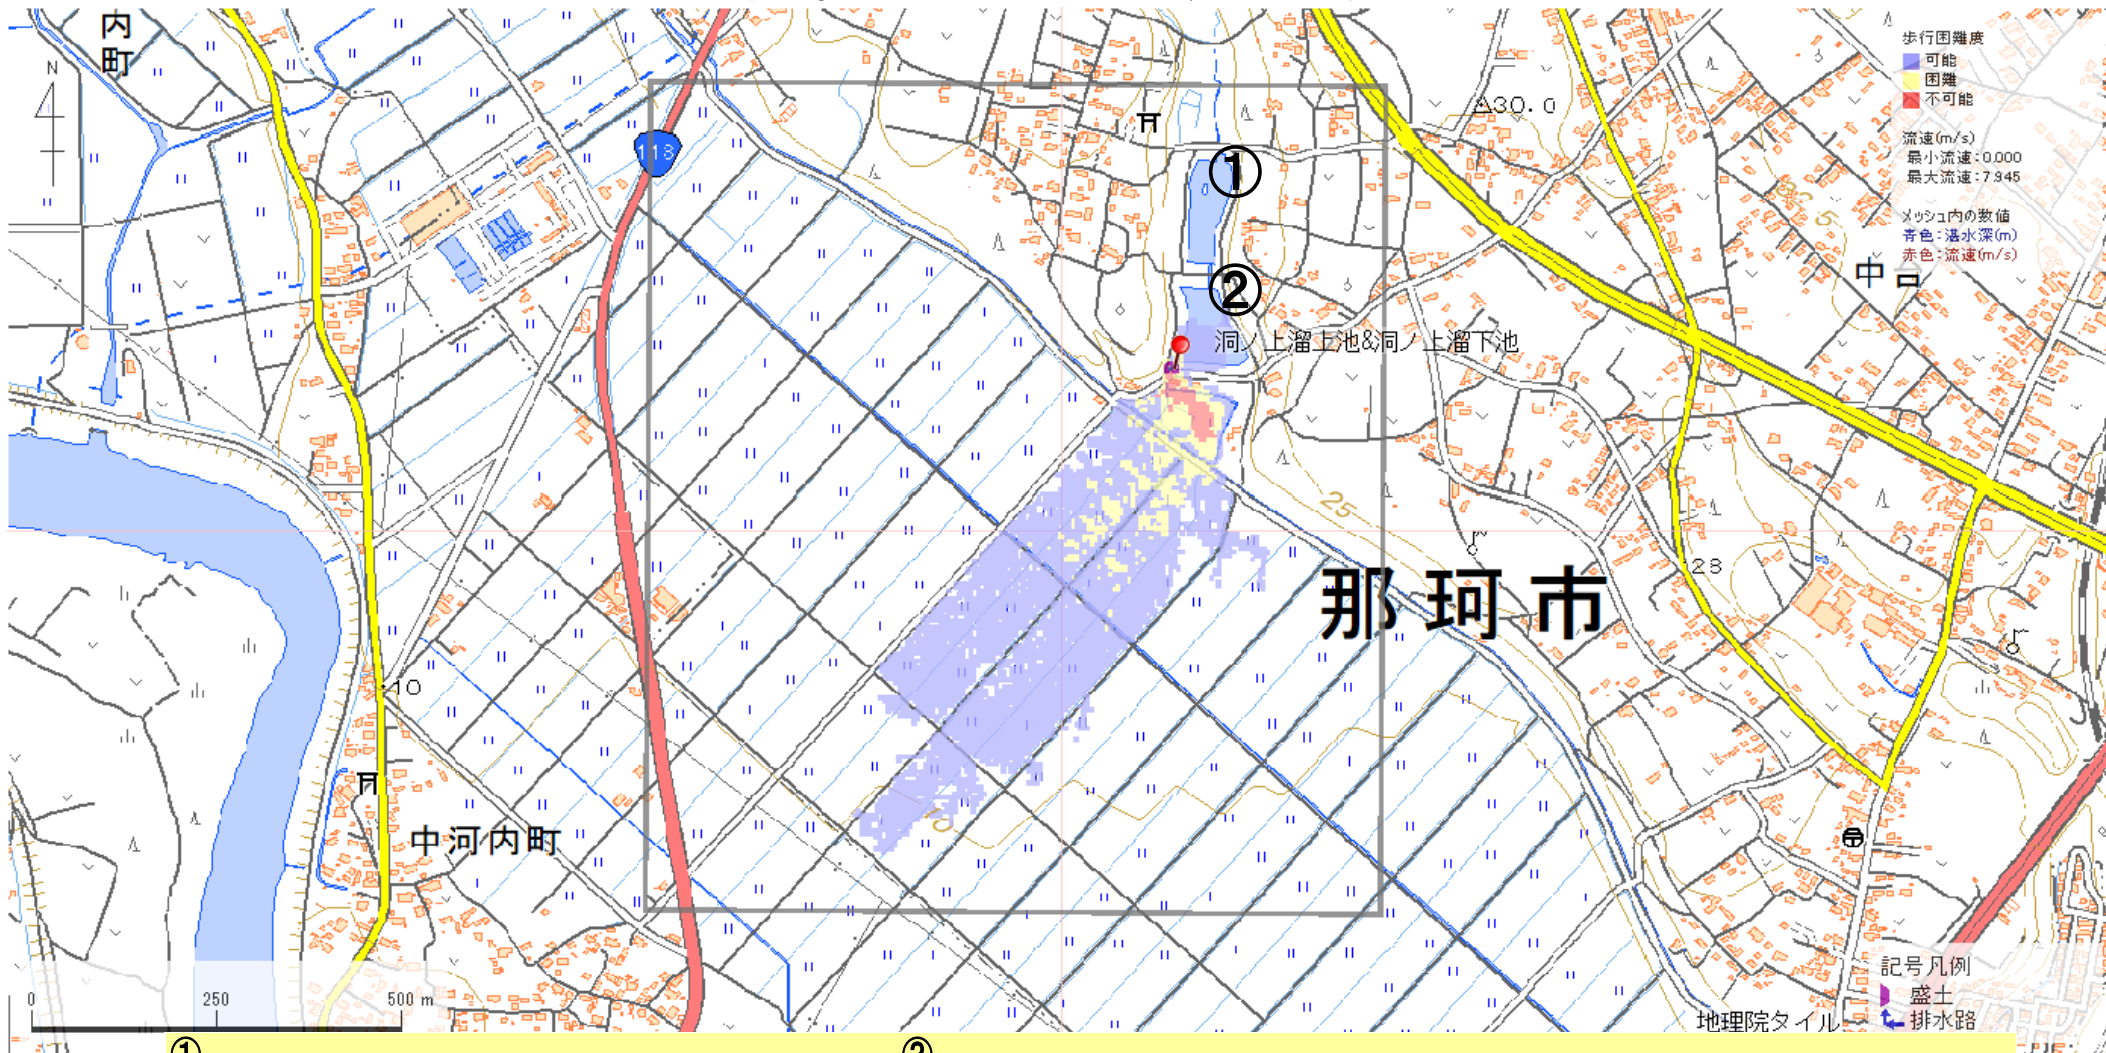 内町
N
118
①
②
洞ノ上溜上池&洞ノ上溜下池
30.0
歩行困難度
可能
困難
不可能
流速(m/s)
最小流速:0.000
最大流速:7.945
メッシュ内の数値
青色:湛水深(m)
赤色:流速(m/s)
中台
25
28
那珂市
10
10
中河内町
0 250 500 m
記号凡例
盛土
排水路
地理院タイル
① ②